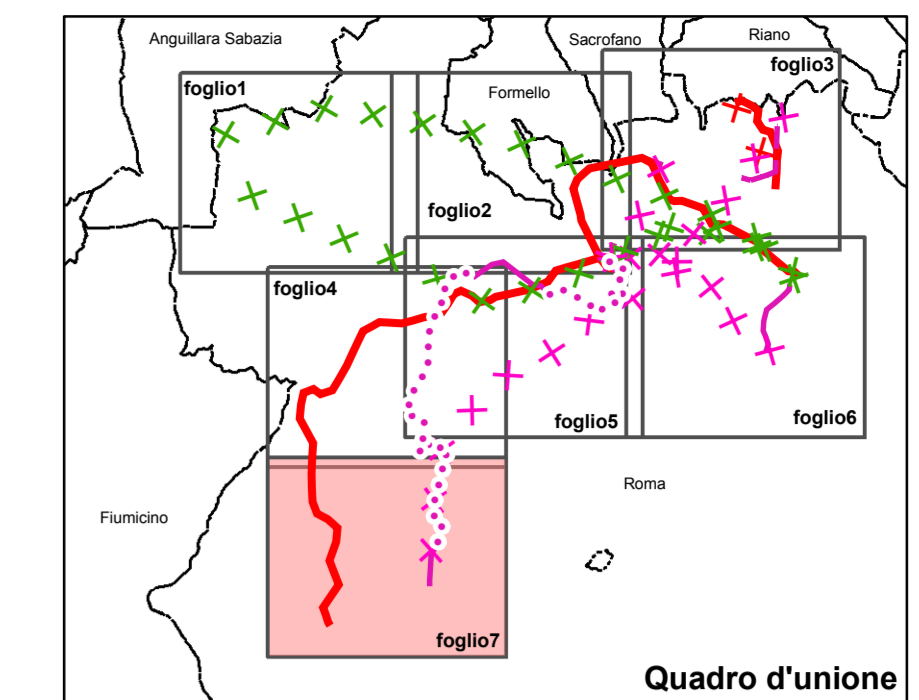 Anguillara Sabazia
Sacrofano
Riano
foglio3
foglio1
Formello
foglio2
foglio4
foglio5
foglio6
Roma
Fiumicino
foglio7
Quadro d'unione